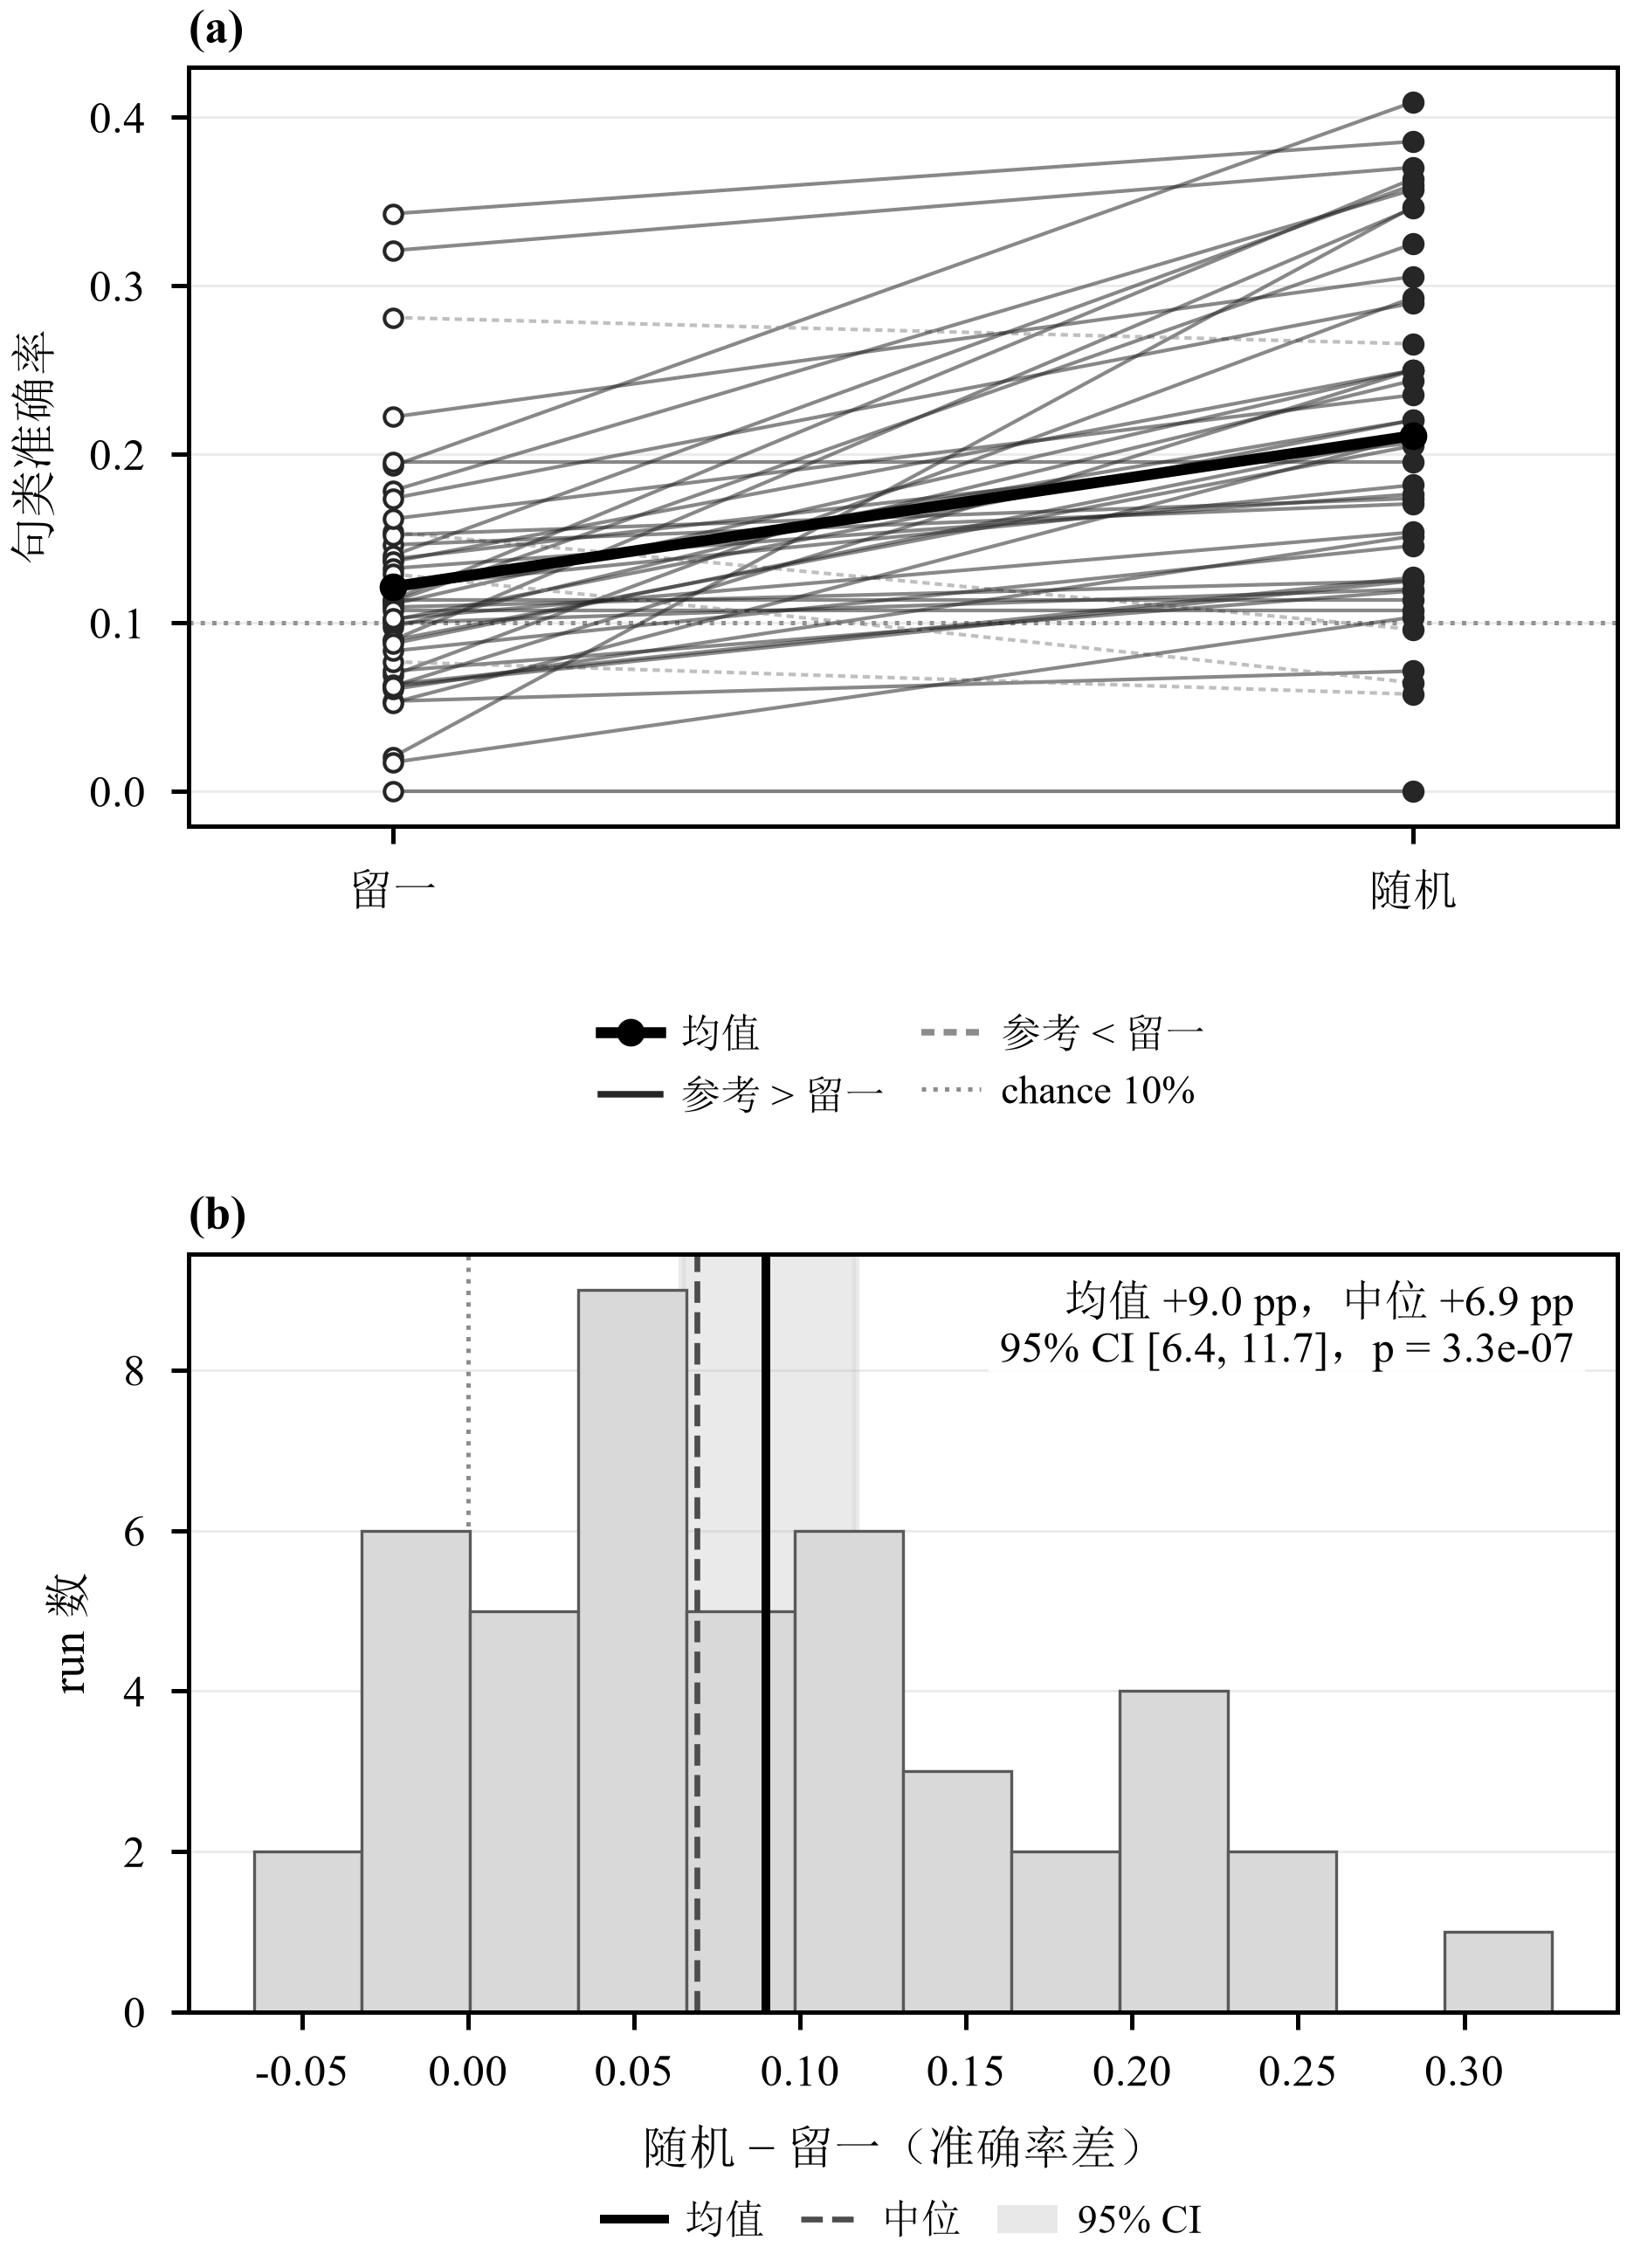 (a)
句类准确率
0.4
0.3
0.2
0.1
0.0
留一
随机
均值
参考 > 留一
参考 < 留一
chance 10%
(b)
均值 +9.0 pp，中位 +6.9 pp
95% CI [6.4, 11.7]，p = 3.3e-07
run 数
8
6
4
2
0
-0.05
0.00
0.05
0.10
0.15
0.20
0.25
0.30
随机 – 留一（准确率差）
均值
中位
95% CI